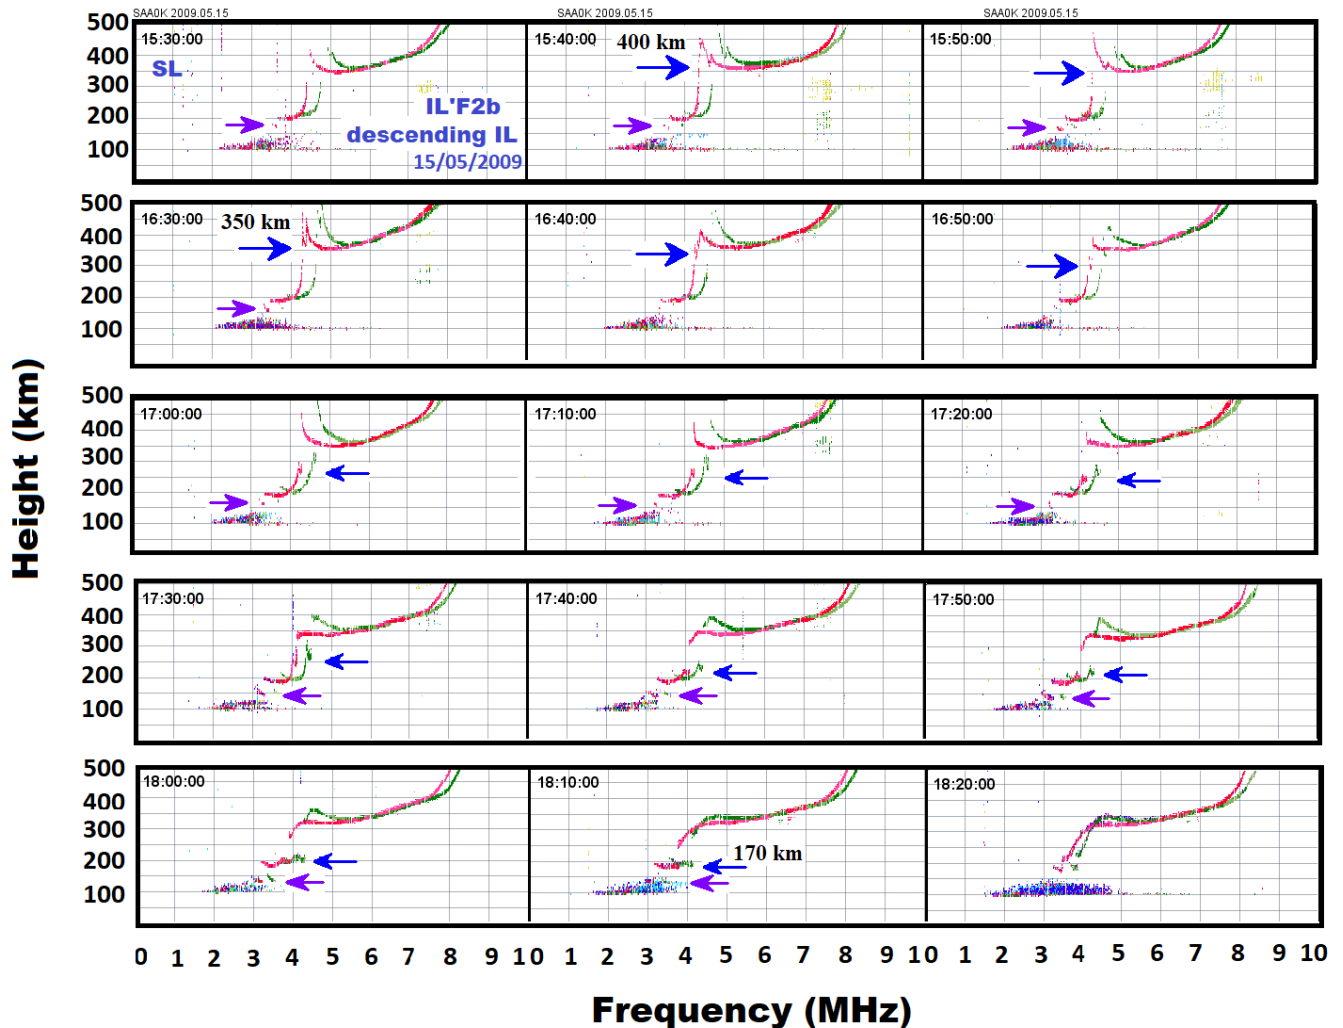 SAA0K 2009.05.15 SAA0K 2009.05.15 SAA0K 2009.05.15
500 15:30:00 15:40:00 400 km 15:50:00
400 SL
300
200 IL'F2b
descending IL
100 15/05/2009
500 16:30:00 350 km 16:40:00 16:50:00
400
300
200
100
500 17:00:00 17:10:00 17:20:00
400
300
200
100
500 17:30:00 17:40:00 17:50:00
400
300
200
100
500 18:00:00 18:10:00 18:20:00
400
300
200 170 km
100
0 1 2 3 4 5 6 7 8 9 1 0 1 2 3 4 5 6 7 8 9 1 0 1 2 3 4 5 6 7 8 9 10
Height (km)
Frequency (MHz)